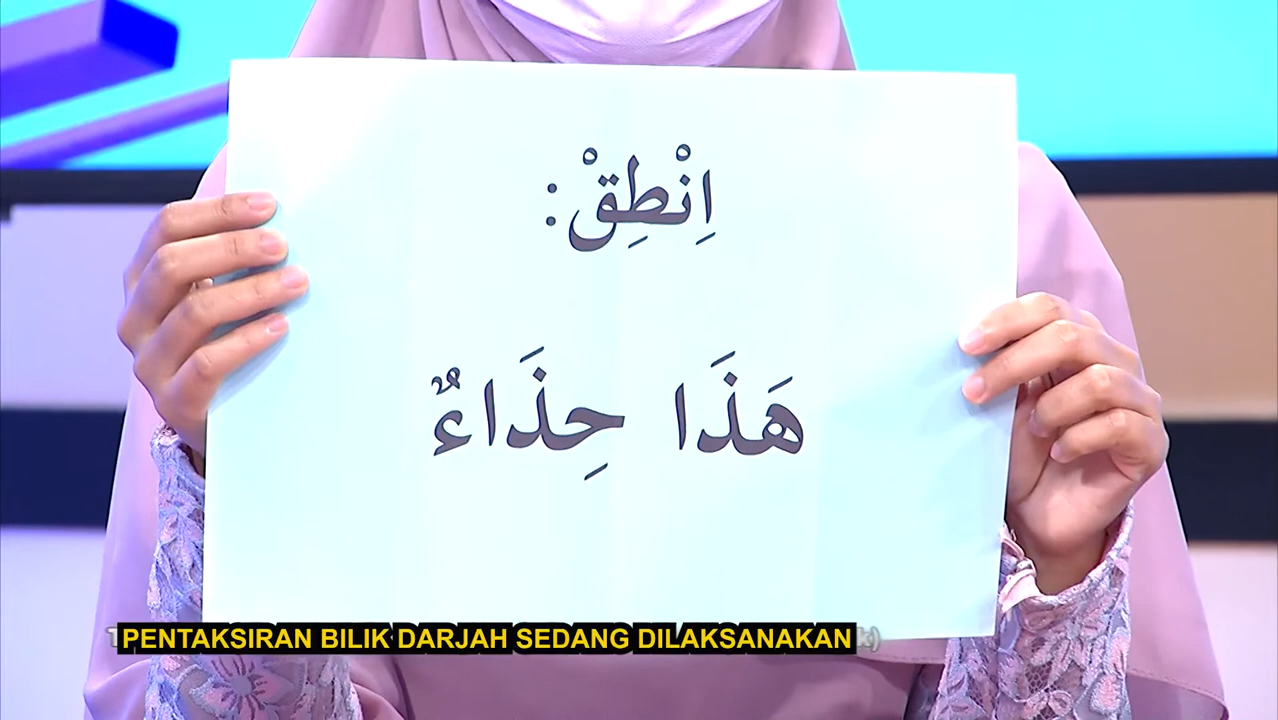 اِنْطِقْ:
هَذَا حِذَاءٌ
PENTAKSIRAN BILIK DARJAH SEDANG DILAKSANAKAN